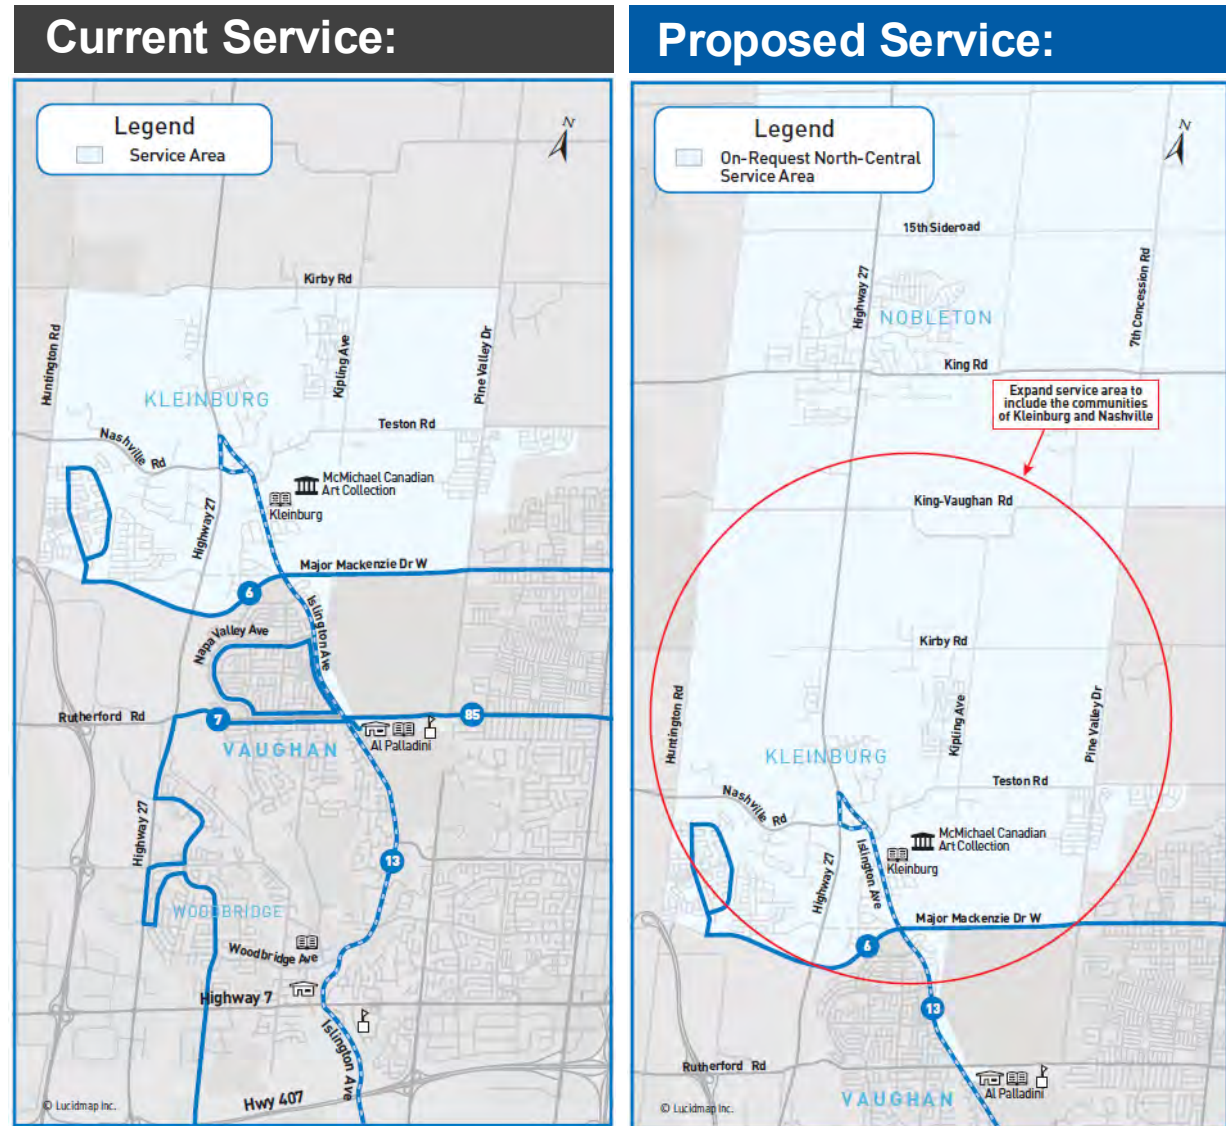 Current Service:
Legend
Service Area
N
Kirby Rd
Huntington Rd
Kipling Ave
Pine Valley Dr
KLEINBURG
Teston Rd
Nashville Rd
McMichael Canadian
Art Collection
Kleinburg
Highway 27
Major Mackenzie Dr W
6
Islington Ave
Napa Valley Ave
Rutherford Rd
7
85
Al Palladini
VAUGHAN
Highway 27
13
WOODBRIDGE
Woodbridge Ave
Highway 7
Islington Ave
Hwy 407
© Lucidmap Inc.
Proposed Service:
Legend
On-Request North-Central
Service Area
N
15th Sideroad
Highway 27
7th Concession Rd
NOBLETON
King Rd
Expand service area to
include the communities
of Kleinburg and Nashville
King-Vaughan Rd
Kirby Rd
Huntington Rd
Kipling Ave
Pine Valley Dr
KLEINBURG
Teston Rd
Nashville Rd
McMichael Canadian
Art Collection
Kleinburg
Islington Ave
Highway 27
Major Mackenzie Dr W
6
13
Rutherford Rd
Al Palladini
VAUGHAN
© Lucidmap Inc.